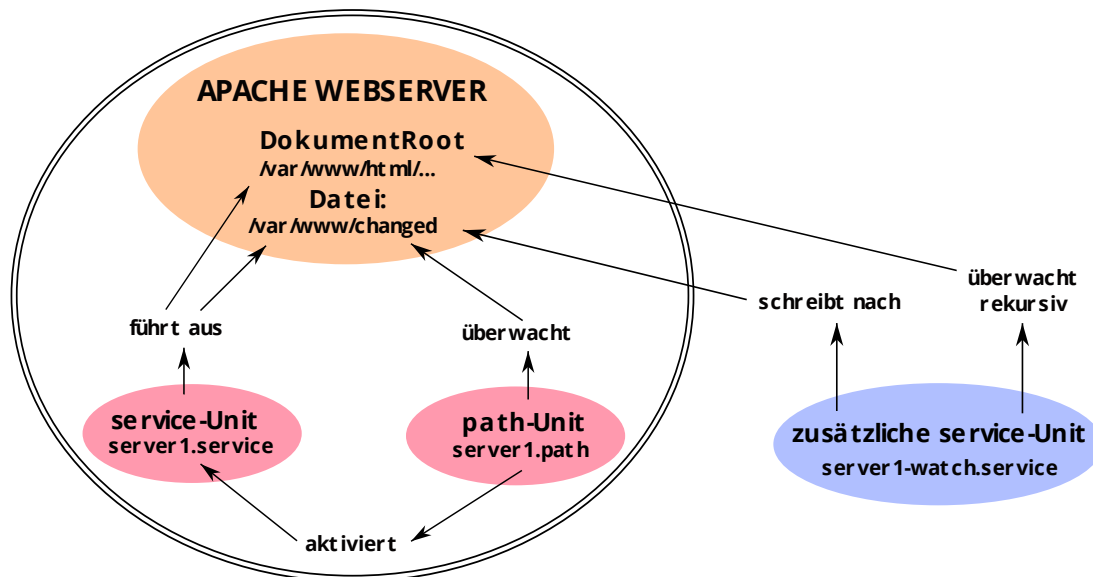 APACHE WEBSERVER
DokumentRoot
/var/www/html/...
Datei:
/var/www/changed
führt aus
überwacht
schreibt nach
überwacht
rekursiv
service-Unit
server1.service
path-Unit
server1.path
zusätzliche service-Unit
server1-watch.service
aktiviert